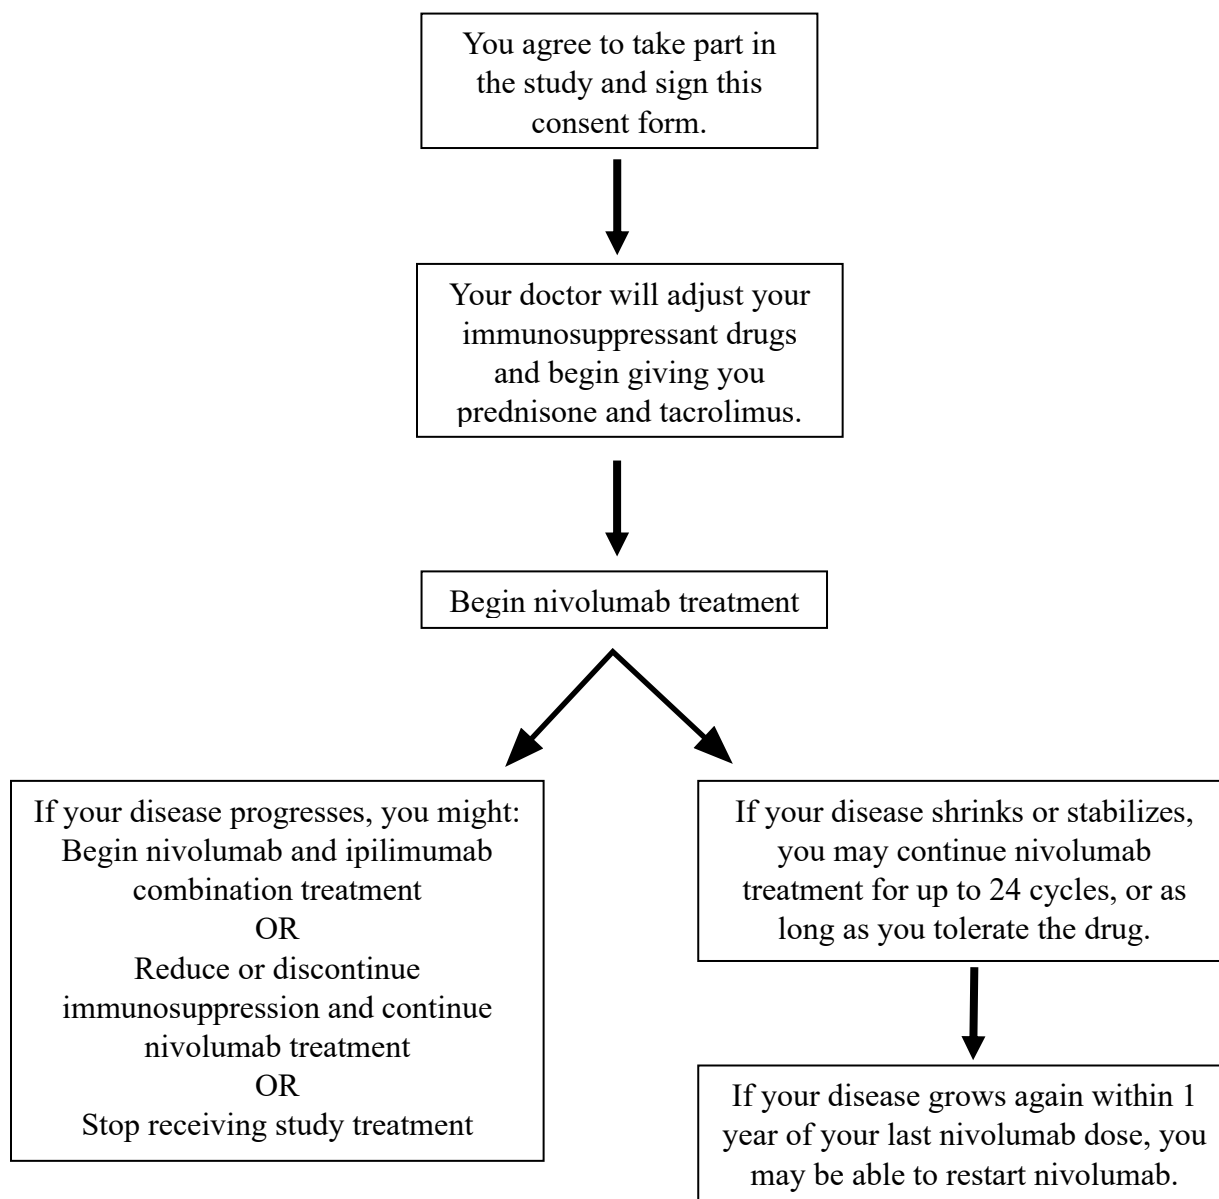 You agree to take part in
the study and sign this
consent form.
Your doctor will adjust your
immunosuppressant drugs
and begin giving you
prednisone and tacrolimus.
Begin nivolumab treatment
If your disease progresses, you might:
Begin nivolumab and ipilimumab
combination treatment
OR
Reduce or discontinue
immunosuppression and continue
nivolumab treatment
OR
Stop receiving study treatment
If your disease shrinks or stabilizes,
you may continue nivolumab
treatment for up to 24 cycles, or as
long as you tolerate the drug.
If your disease grows again within 1
year of your last nivolumab dose, you
may be able to restart nivolumab.